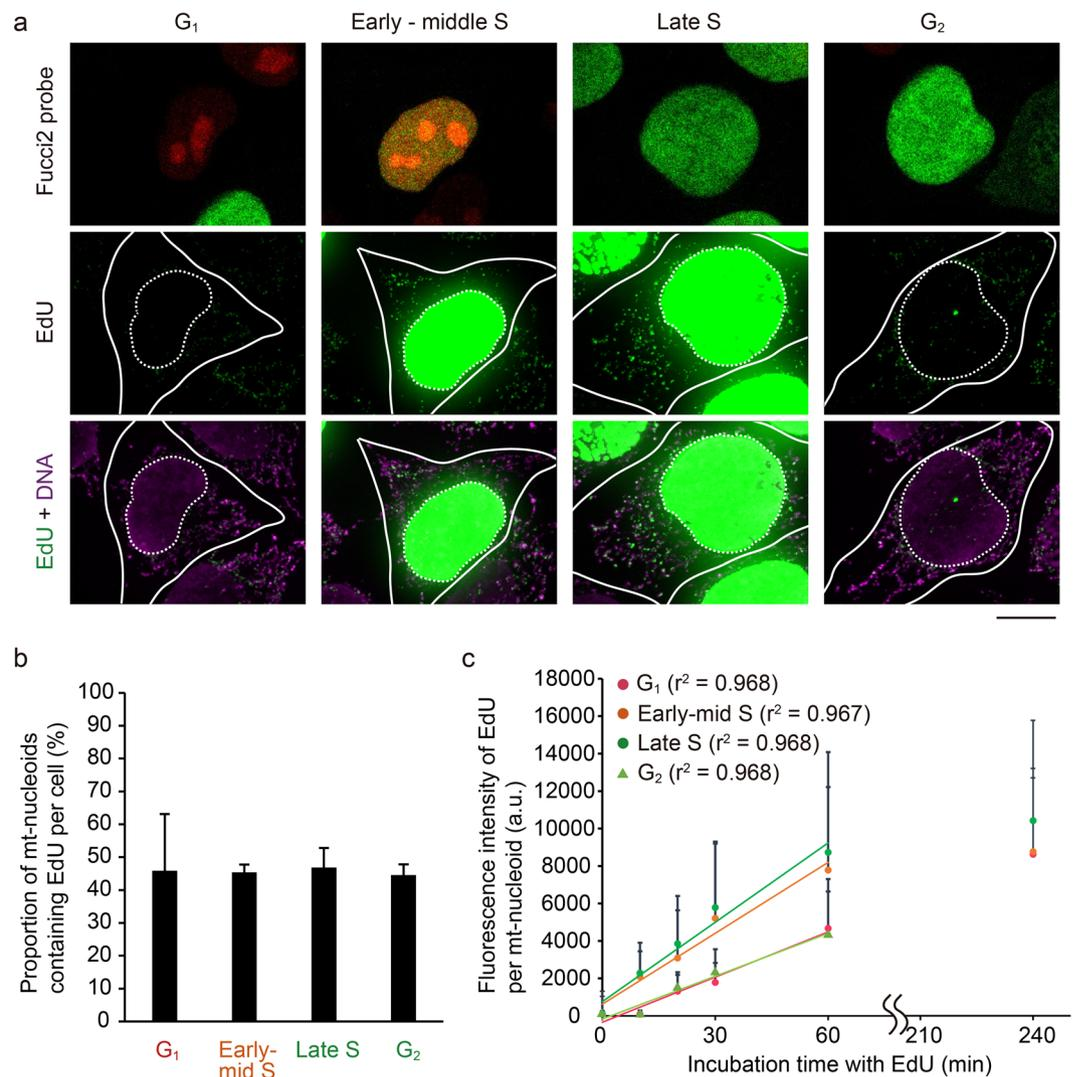 a
G₁
Early - middle S
Late S
G₂
Fucci2 probe
EdU
EdU + DNA
b
Proportion of mt-nucleoids
containing EdU per cell (%)
100
90
80
70
60
50
40
30
20
10
0
G₁
Early-
mid S
Late S
G₂
c
Fluorescence intensity of EdU
per mt-nucleoid (a.u.)
18000
16000
14000
12000
10000
8000
6000
4000
2000
0
G₁ (r² = 0.968)
Early-mid S (r² = 0.967)
Late S (r² = 0.968)
G₂ (r² = 0.968)
0
30
60
210
240
Incubation time with EdU (min)